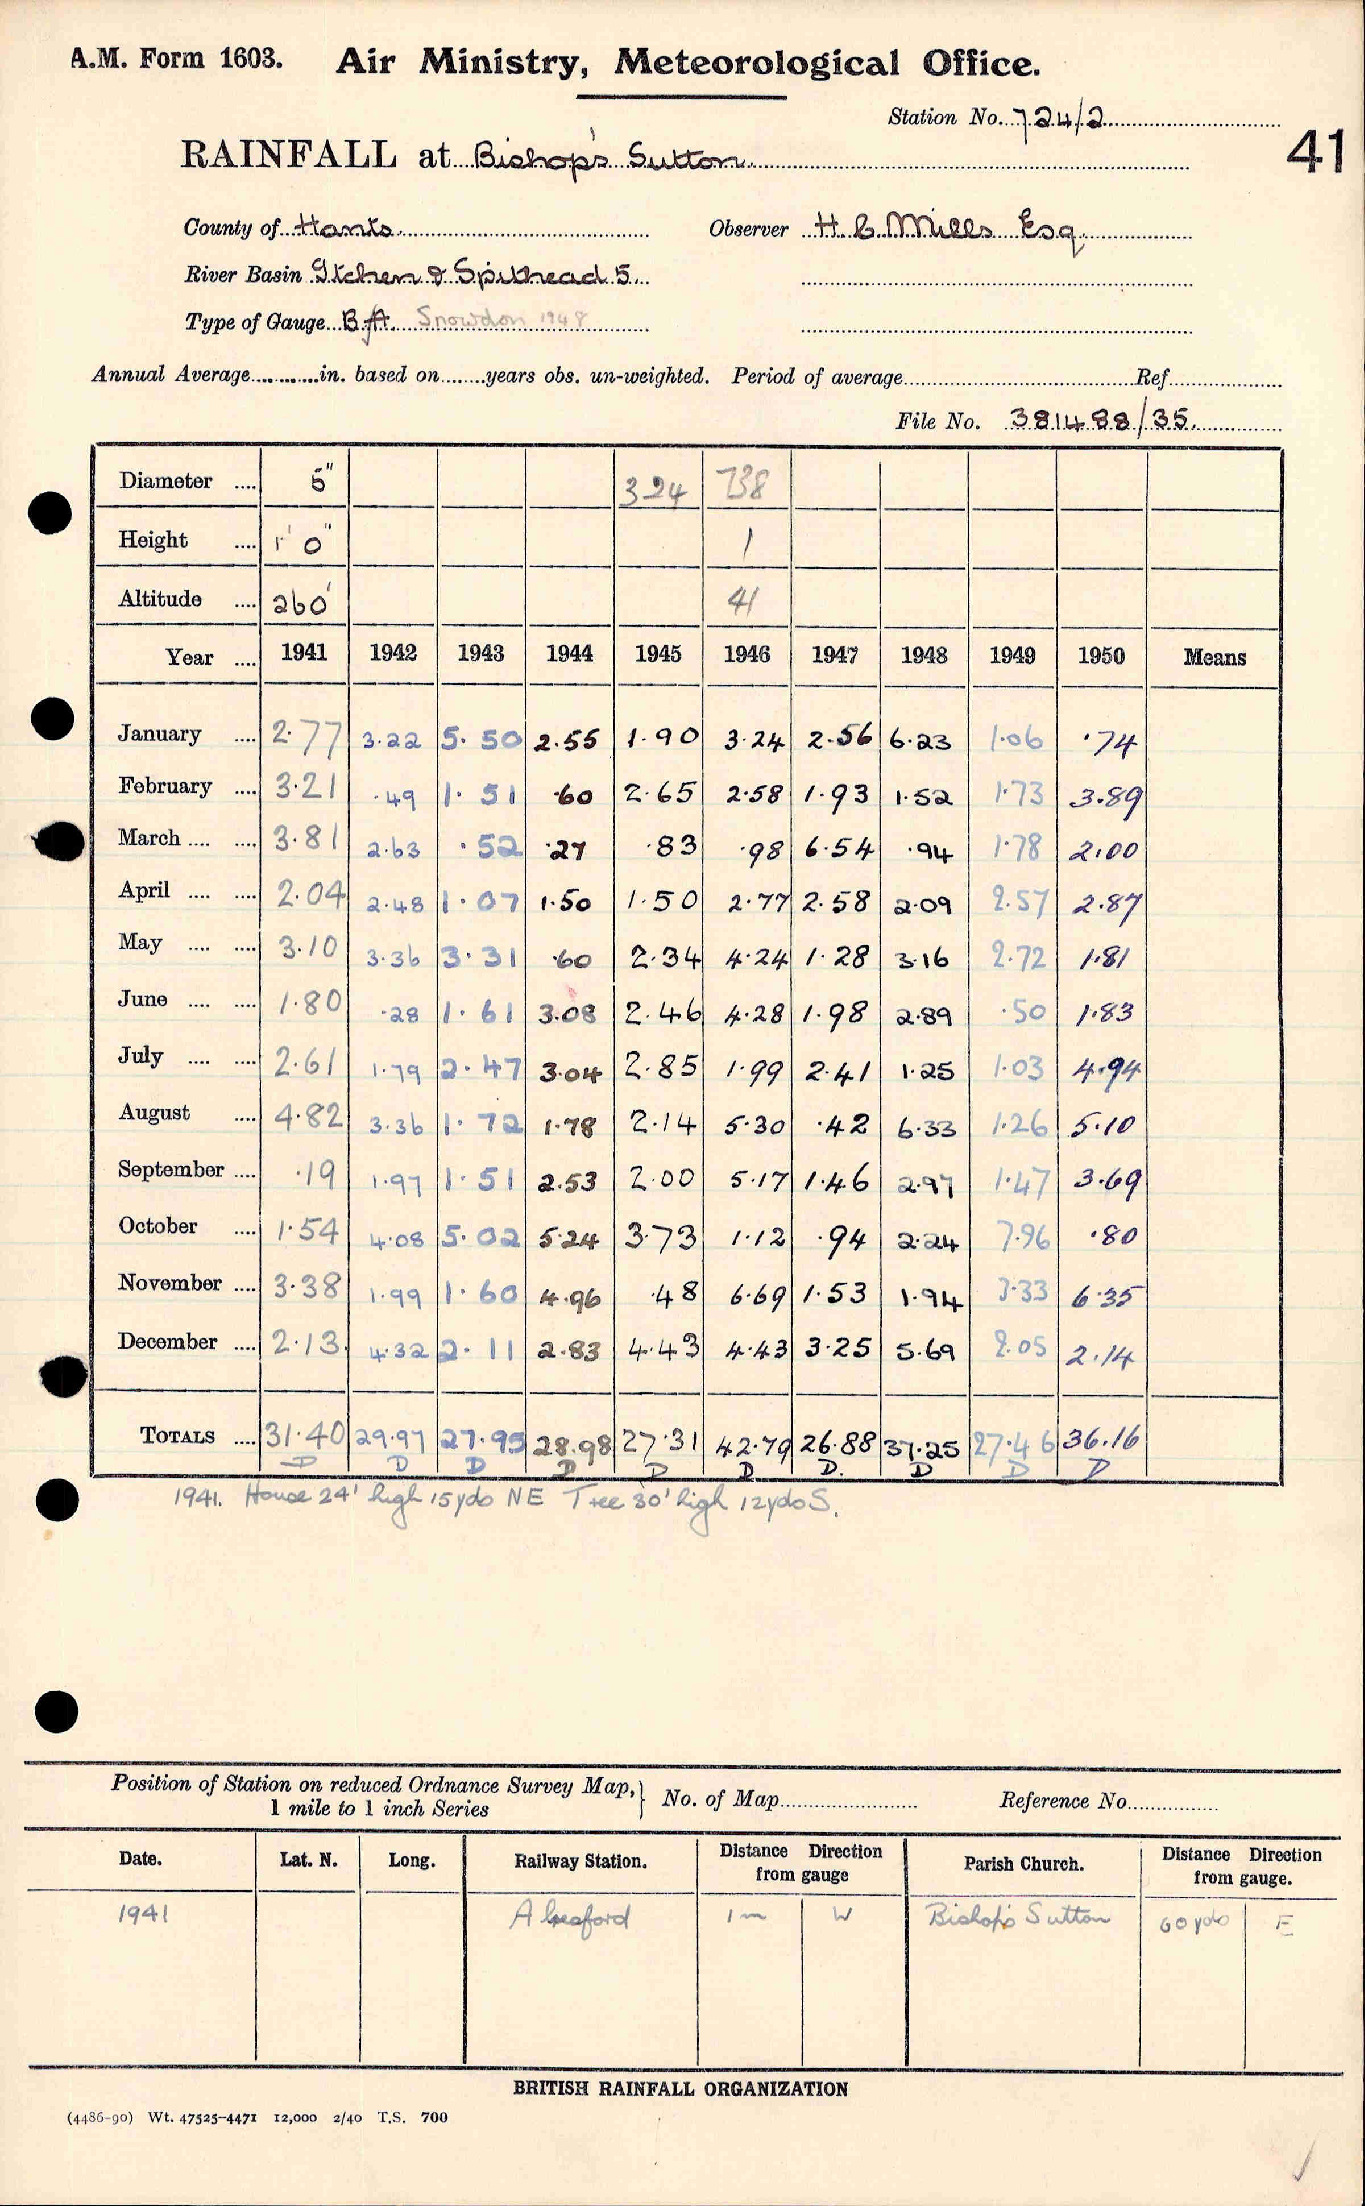 A.M. Form 1603. Air Ministry, Meteorological Office.
Station No. 724/2
41
RAINFALL at Bishop's Sutton
County of Hants. Observer H. C. Mills Esq
River Basin Itchen & Spithead 5
Type of Gauge B.A. Snowdon 1948
Annual Average............in. based on........years obs. un-weighted. Period of average............Ref............
File No. 381488/35.
Diameter .... 5" 324 738
Height .... 1' 0" 1
Altitude .... 260' 41
Year .... 1941 1942 1943 1944 1945 1946 1947 1948 1949 1950 Means
January .... 2.77 3.22 5.50 2.55 1.90 3.24 2.56 6.23 1.06 .74
February .... 3.21 .49 1.51 .60 2.65 2.58 1.93 1.52 1.73 3.89
March .... .... 3.81 2.63 .52 .27 .83 .98 6.54 .94 1.78 2.00
April .... .... 2.04 2.48 1.07 1.50 1.50 2.77 2.58 2.09 2.57 2.87
May .... .... 3.10 3.36 3.31 .60 2.34 4.24 1.28 3.16 2.72 1.81
June .... .... 1.80 .28 1.61 3.08 2.46 4.28 1.98 2.89 .50 1.83
July .... .... 2.61 1.79 2.47 3.04 2.85 1.99 2.41 1.25 1.03 4.94
August .... 4.82 3.36 1.72 1.78 2.14 5.30 .42 6.33 1.26 5.10
September .... .19 1.97 1.51 2.53 2.00 5.17 1.46 2.97 1.47 3.69
October .... 1.54 4.08 5.02 5.24 3.73 1.12 .94 2.24 7.96 .80
November .... 3.38 1.99 1.60 4.96 .48 6.69 1.53 1.94 3.33 6.35
December .... 2.13 4.32 2.11 2.83 4.43 4.43 3.25 5.69 2.05 2.14
TOTALS .... 31.40 29.97 27.95 28.98 27.31 42.79 26.88 37.25 27.46 36.16
D D D D D D D. D D D
1941. House 24' high 15 yds NE Tree 30' high 12 yds S.
Position of Station on reduced Ordnance Survey Map, } No. of Map............ Reference No............
1 mile to 1 inch Series
Date. Lat. N. Long. Railway Station. Distance Direction from gauge Parish Church. Distance Direction from gauge.
1941 Alresford 1 m W Bishop's Sutton 60 yds E
BRITISH RAINFALL ORGANIZATION
(4486-90) Wt. 47525-4471 12,000 2/40 T.S. 700